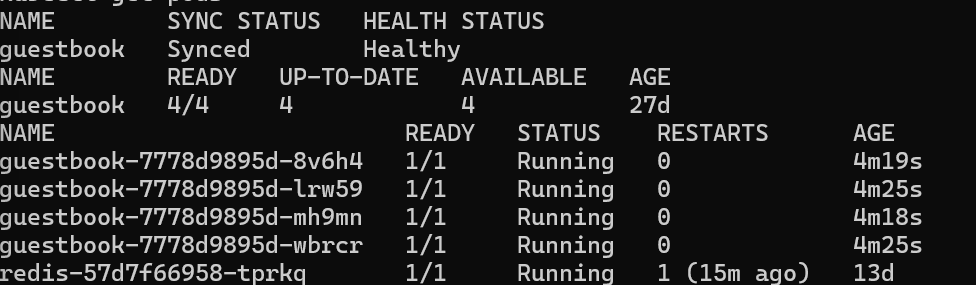 NAME SYNC STATUS HEALTH STATUS
guestbook Synced Healthy
NAME READY UP-TO-DATE AVAILABLE AGE
guestbook 4/4 4 4 27d
NAME READY STATUS RESTARTS AGE
guestbook-7778d9895d-8v6h4 1/1 Running 0 4m19s
guestbook-7778d9895d-lrw59 1/1 Running 0 4m25s
guestbook-7778d9895d-mh9mn 1/1 Running 0 4m18s
guestbook-7778d9895d-wbrcr 1/1 Running 0 4m25s
redis-57d7f66958-tprkq 1/1 Running 1 (15m ago) 13d